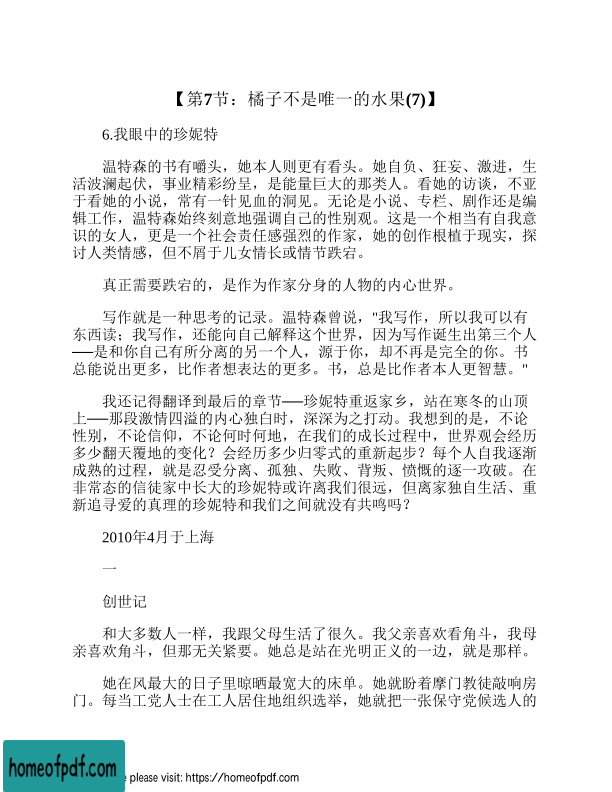 【第7节：橘子不是唯一的水果(7)】
6.我眼中的珍妮特
温特森的书有嚼头，她本人则更有看头。她自负、狂妄、激进，生
活波澜起伏，事业精彩纷呈，是能量巨大的那类人。看她的访谈，不亚
于看她的小说，常有一针见血的洞见。无论是小说、专栏、剧作还是编
辑工作，温特森始终刻意地强调自己的性别观。这是一个相当有自我意
识的女人，更是一个社会责任感强烈的作家，她的创作根植于现实，探
讨人类情感，但不屑于儿女情长或情节跌宕。
真正需要跌宕的，是作为作家分身的人物的内心世界。
写作就是一种思考的记录。温特森曾说，"我写作，所以我可以有
东西读；我写作，还能向自己解释这个世界，因为写作诞生出第三个人
──是和你自己有所分离的另一个人，源于你，却不再是完全的你。书
总能说出更多，比作者想表达的更多。书，总是比作者本人更智慧。"
我还记得翻译到最后的章节──珍妮特重返家乡，站在寒冬的山顶
上──那段激情四溢的内心独白时，深深为之打动。我想到的是，不论
性别，不论信仰，不论何时何地，在我们的成长过程中，世界观会经历
多少翻天覆地的变化？会经历多少归零式的重新起步？每个人自我逐渐
成熟的过程，就是忍受分离、孤独、失败、背叛、愤慨的逐一攻破。在
非常态的信徒家中长大的珍妮特或许离我们很远，但离家独自生活、重
新追寻爱的真理的珍妮特和我们之间就没有共鸣吗？
2010年4月于上海
一
创世记
和大多数人一样，我跟父母生活了很久。我父亲喜欢看角斗，我母
亲喜欢角斗，但那无关紧要。她总是站在光明正义的一边，就是那样。
她在风最大的日子里晾晒最宽大的床单。她就盼着摩门教徒敲响房
门。每当工党人士在工人居住地组织选举，她就把一张保守党候选人的
homeofpdf.com
please visit: https://homeofpdf.com